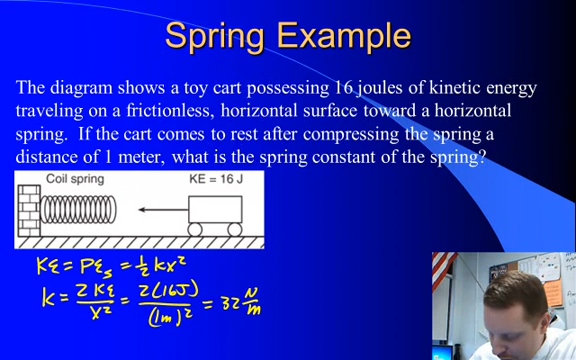 Spring Example
The diagram shows a toy cart possessing 16 joules of kinetic energy
traveling on a frictionless, horizontal surface toward a horizontal
spring. If the cart comes to rest after compressing the spring a
distance of 1 meter, what is the spring constant of the spring?
Coil spring KE = 16 J
KE = PEₛ = ½ kx²
k = 2KE/x² = 2(16J)/(1m)² = 32 N/m